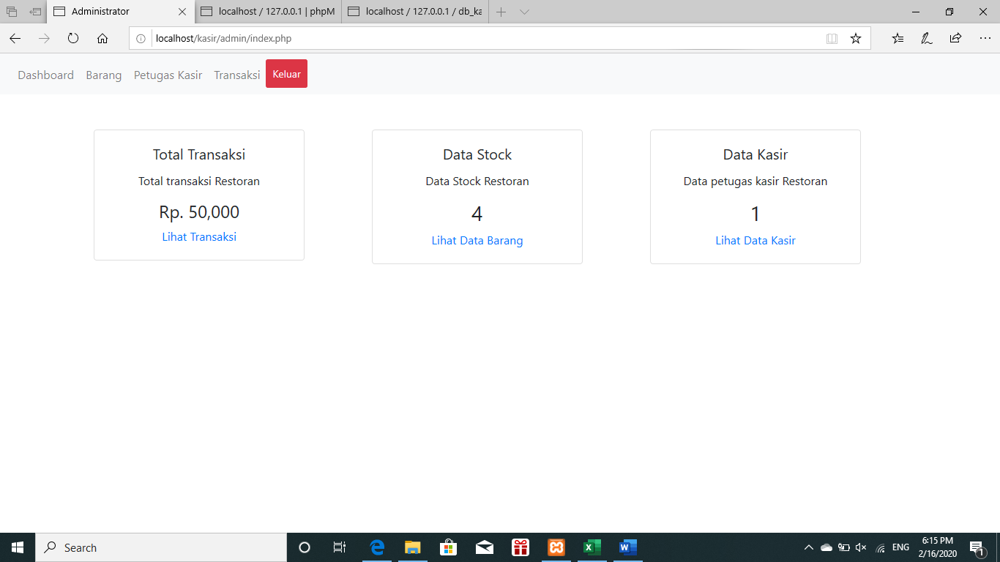 Administrator
localhost / 127.0.0.1 | phpM
localhost / 127.0.0.1 / db_ka
localhost/kasir/admin/index.php
Dashboard Barang Petugas Kasir Transaksi Keluar
Total Transaksi
Total transaksi Restoran
Rp. 50,000
Lihat Transaksi
Data Stock
Data Stock Restoran
4
Lihat Data Barang
Data Kasir
Data petugas kasir Restoran
1
Lihat Data Kasir
Search
ENG
6:15 PM
2/16/2020
1